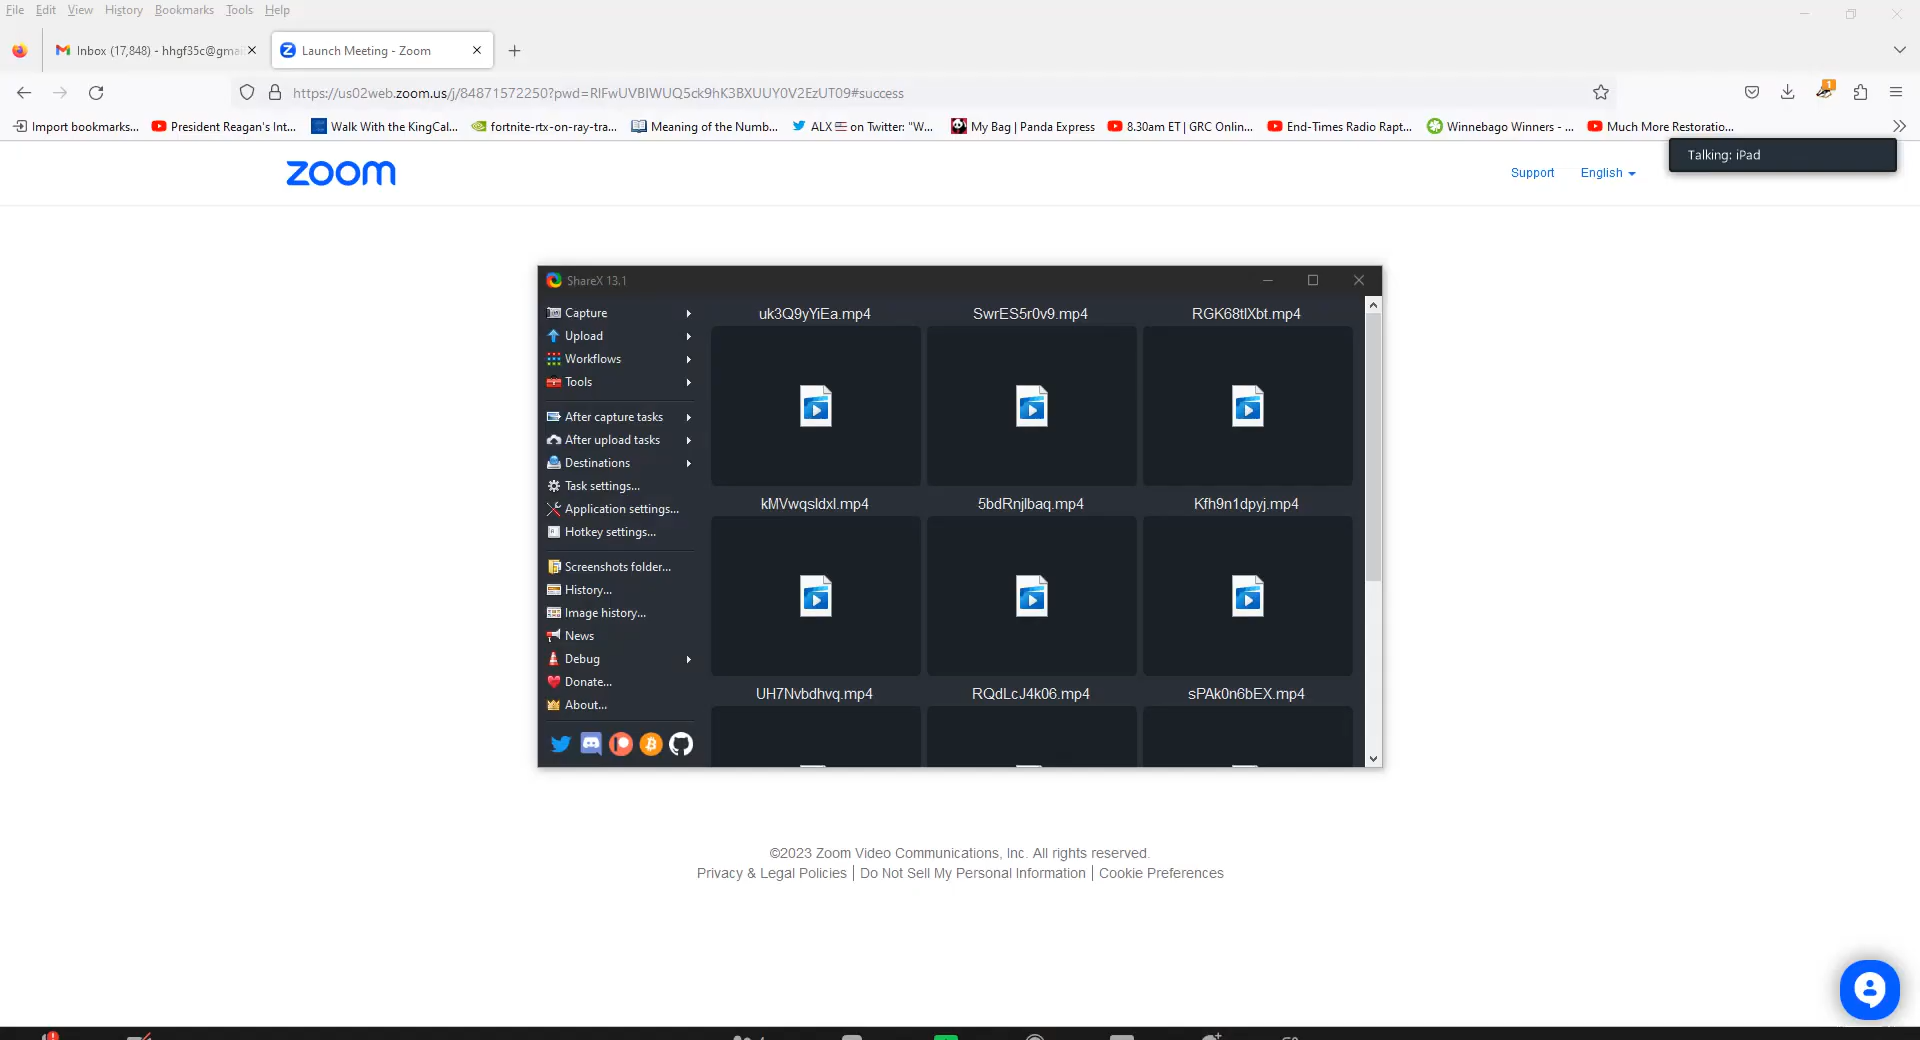 File Edit View History Bookmarks Tools Help
Inbox (17,848) - hhgf35c@gmai
Launch Meeting - Zoom
https://us02web.zoom.us/j/84871572250?pwd=RlFwUVBIWUQ5ck9hK3BXUUY0V2EzUT09#success
1
Import bookmarks... President Reagan's Int... Walk With the KingCal... fortnite-rtx-on-ray-tra... Meaning of the Numb... ALX on Twitter: "W... My Bag | Panda Express 8.30am ET | GRC Onlin... End-Times Radio Rapt... Winnebago Winners - ... Much More Restoratio...
Talking: iPad
zoom
Support English
ShareX 13.1
Capture
Upload
Workflows
Tools
After capture tasks
After upload tasks
Destinations
Task settings...
Application settings...
Hotkey settings...
Screenshots folder...
History...
Image history...
News
Debug
Donate...
About...
uk3Q9yYiEa.mp4 SwrES5r0v9.mp4 RGK68tlXbt.mp4
kMVwqsldxl.mp4 5bdRnjlbaq.mp4 Kfh9n1dpyj.mp4
UH7Nvbdhvq.mp4 RQdLcJ4k06.mp4 sPAk0n6bEX.mp4
©2023 Zoom Video Communications, Inc. All rights reserved.
Privacy & Legal Policies | Do Not Sell My Personal Information | Cookie Preferences